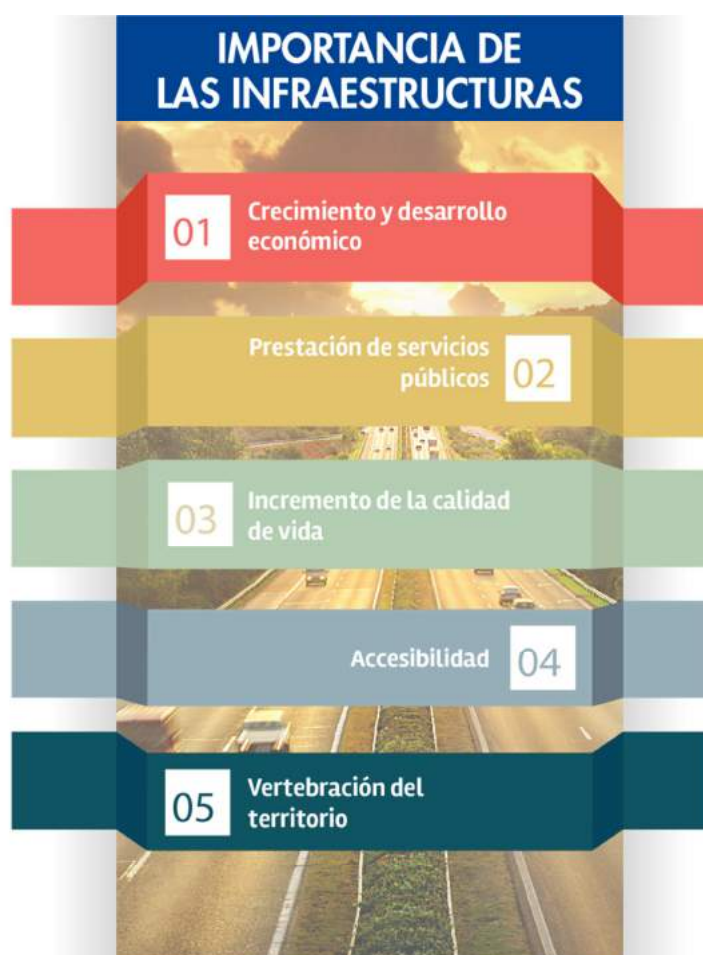 IMPORTANCIA DE
LAS INFRAESTRUCTURAS
01
Crecimiento y desarrollo
económico
Prestación de servicios
públicos
02
03
Incremento de la calidad
de vida
Accesibilidad
04
05
Vertebración del
territorio